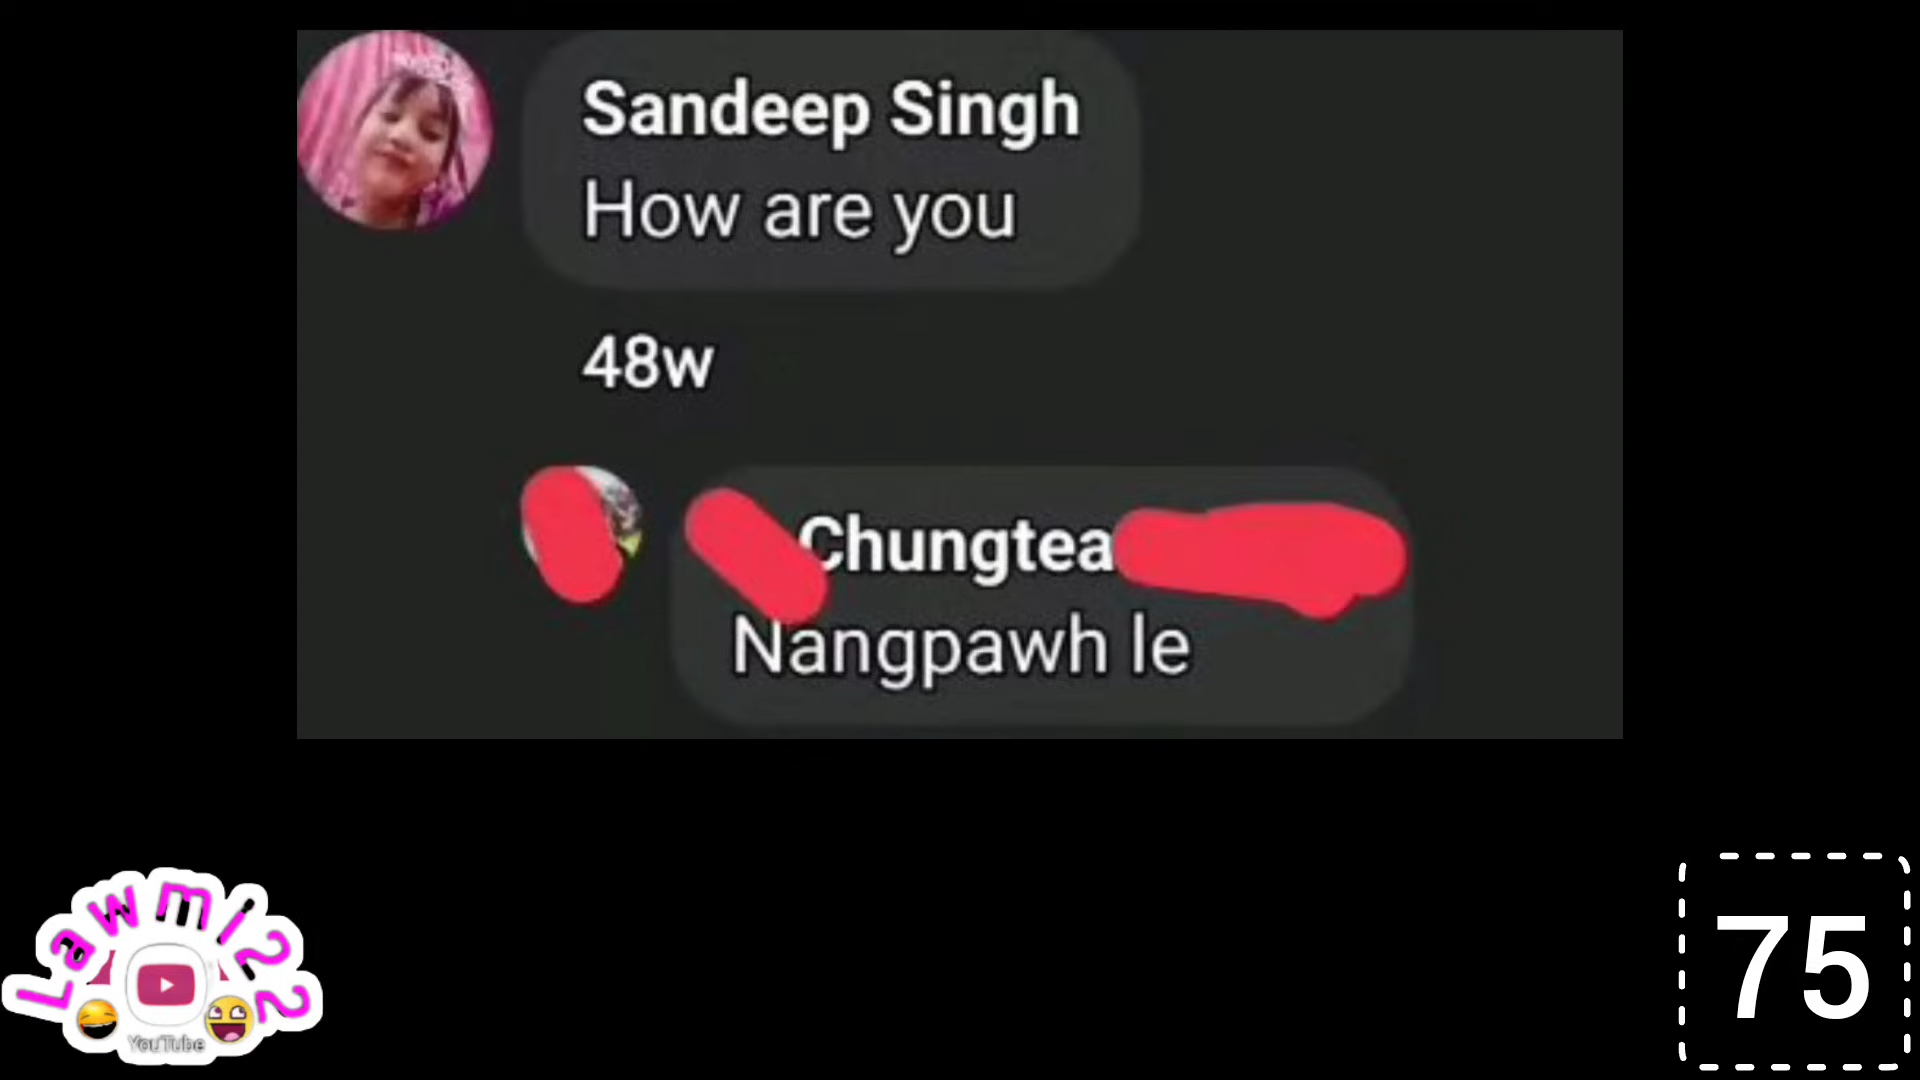 Sandeep Singh
How are you
48w
Chungtea
Nangpawh le
Lawmi22
YouTube
75